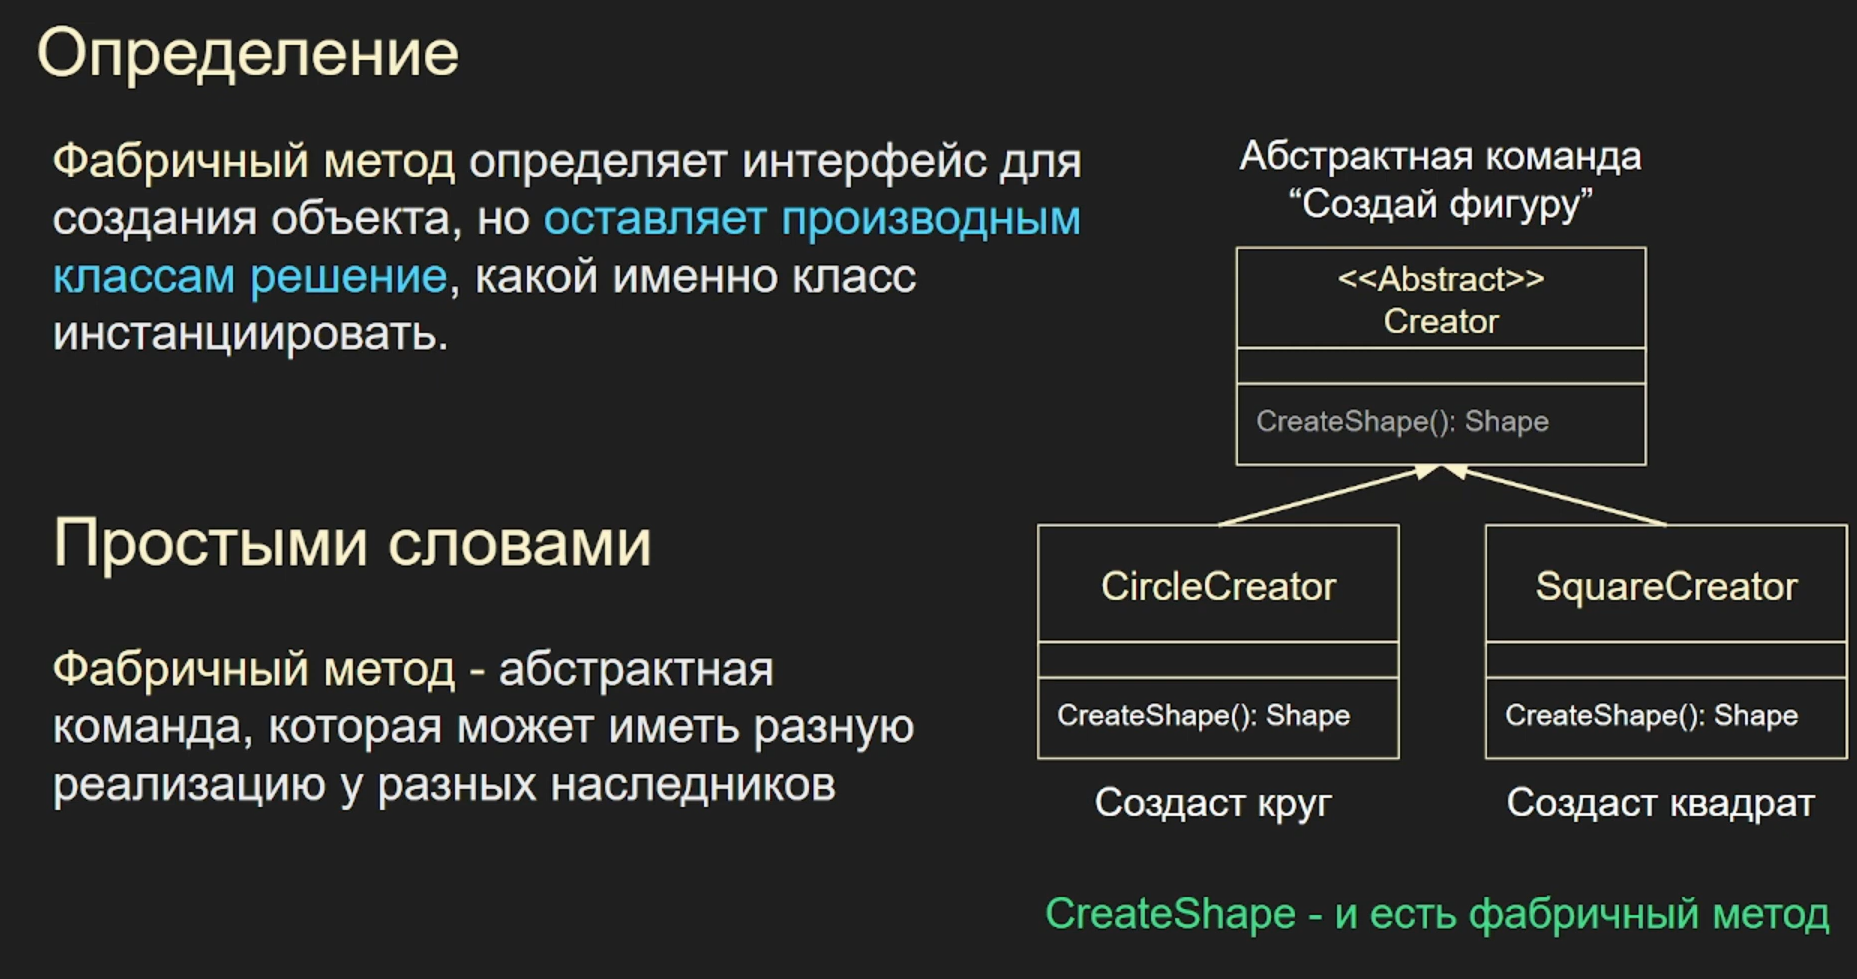 Определение
Фабричный метод определяет интерфейс для
создания объекта, но оставляет производным
классам решение, какой именно класс
инстанциировать.
Простыми словами
Фабричный метод - абстрактная
команда, которая может иметь разную
реализацию у разных наследников
Абстрактная команда
“Создай фигуру”
<<Abstract>>
Creator
CreateShape(): Shape
CircleCreator
CreateShape(): Shape
Создаст круг
SquareCreator
CreateShape(): Shape
Создаст квадрат
CreateShape - и есть фабричный метод